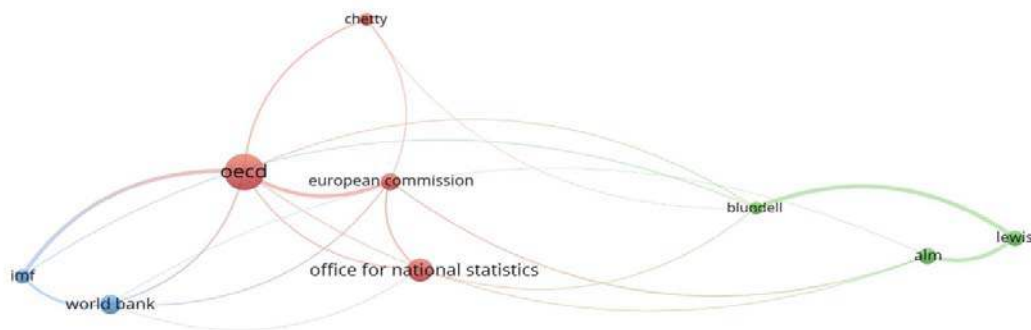 chetty
oecd
european commission
blundell
lewis
alm
office for national statistics
imf
world bank